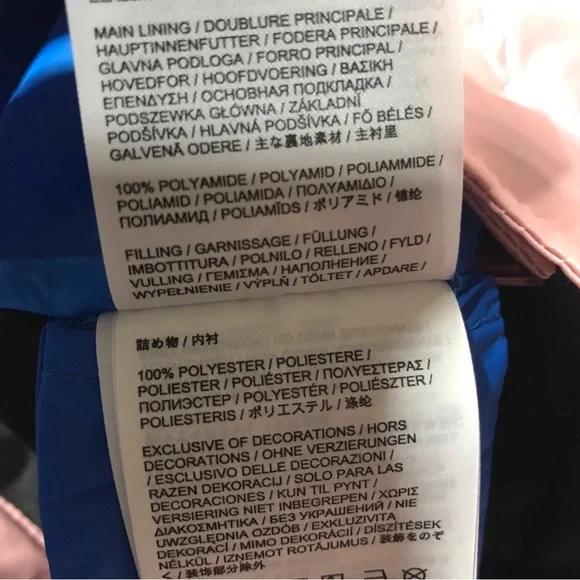 MAIN LINING / DOUBLURE PRINCIPALE /
HAUPTINNENFUTTER / FODERA PRINCIPALE /
GLAVNA PODLOGA / FORRO PRINCIPAL /
HOVEDFOR / HOOFDVOERING / ΒΑΣΙΚΗ
ΕΠΕΝΔΥΣΗ / ОСНОВНАЯ ПОДКЛАДКА /
PODSZEWKA GŁÓWNA / ZÁKLADNÍ
PODŠÍVKA / HLAVNÁ PODŠÍVKA / FŐ BÉLÉS /
GALVENĀ ODERE / 主な裏地素材 / 主衬里
100% POLYAMIDE / POLYAMID / POLIAMMIDE /
POLIAMID / POLIAMIDA / ΠΟΛΥΑΜΙΔΙΟ /
ПОЛИАМИД / POLIAMĪDS / ポリアミド / 锦纶
FILLING / GARNISSAGE / FÜLLUNG /
IMBOTTITURA / POLNILO / RELLENO / FYLD /
VULLING / ΓΕΜΙΣΜΑ / НАПОЛНЕНИЕ /
WYPEŁNIENIE / VÝPLŇ / TÖLTET / APDARE /
詰め物 / 内衬
100% POLYESTER / POLIESTERE /
POLIESTER / POLIÉSTER / ΠΟΛΥΕΣΤΕΡΑΣ /
ПОЛИЭСТЕР / POLYESTÉR / POLIÉSZTER /
POLIESTERIS / ポリエステル / 涤纶
EXCLUSIVE OF DECORATIONS / HORS
DECORATIONS / OHNE VERZIERUNGEN
/ ESCLUSIVO DELLE DECORAZIONI /
RAZEN DEKORACIJ / SOLO PARA LAS
DECORACIONES / KUN TIL PYNT /
VERSIERING NIET INBEGREPEN / ΧΩΡΙΣ
ΔΙΑΚΟΣΜΗΤΙΚΑ / БЕЗ УКРАШЕНИЙ / NIE
UWZGLĘDNIA OZDÓB / EXKLUZIVITA
DEKORACÍ / MIMO DEKORÁCIÍ / DÍSZÍTÉSEK
NÉLKÜL / IZŅEMOT ROTĀJUMUS / 装飾をのぞ
く / 装饰部分除外